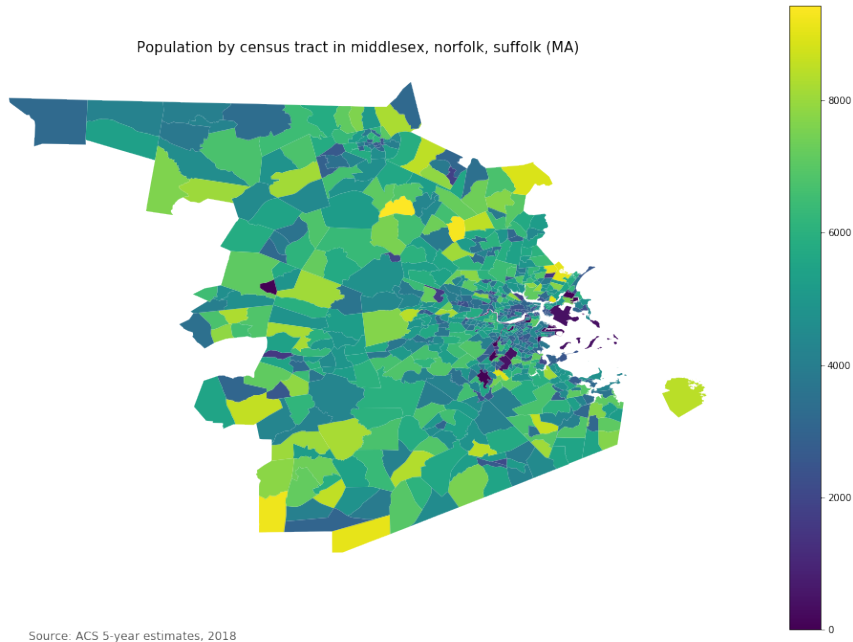 Population by census tract in middlesex, norfolk, suffolk (MA)
8000
6000
4000
2000
0
Source: ACS 5-year estimates, 2018